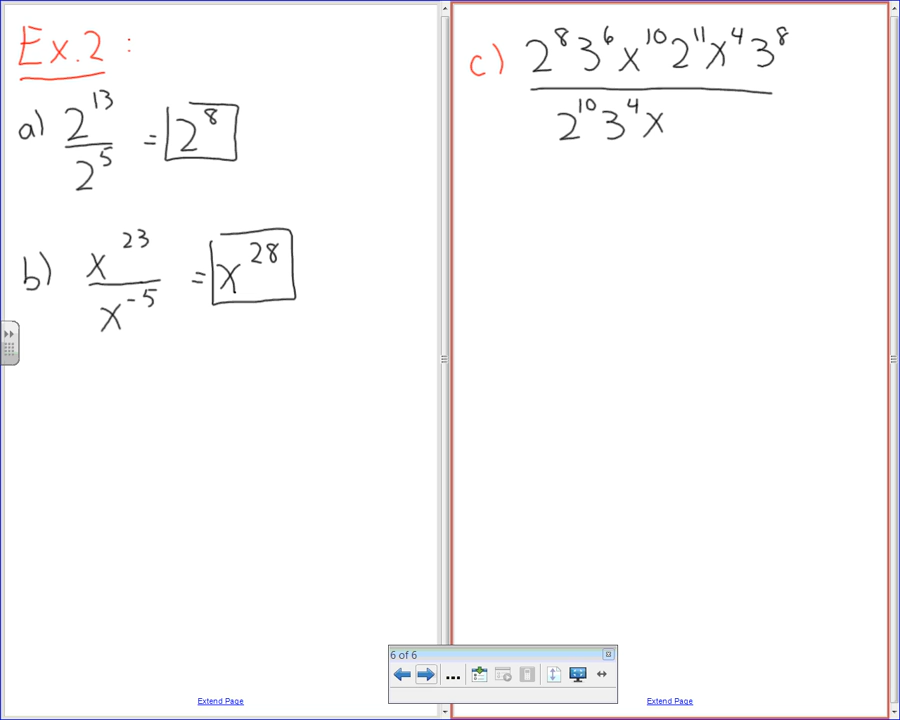 Ex.2 :
a) 2^13 / 2^5 = 2^8
b) x^23 / x^-5 = x^28
Extend Page
c) 2^8 3^6 x^10 2^11 x^4 3^8
2^10 3^4 x
6 of 6
Extend Page